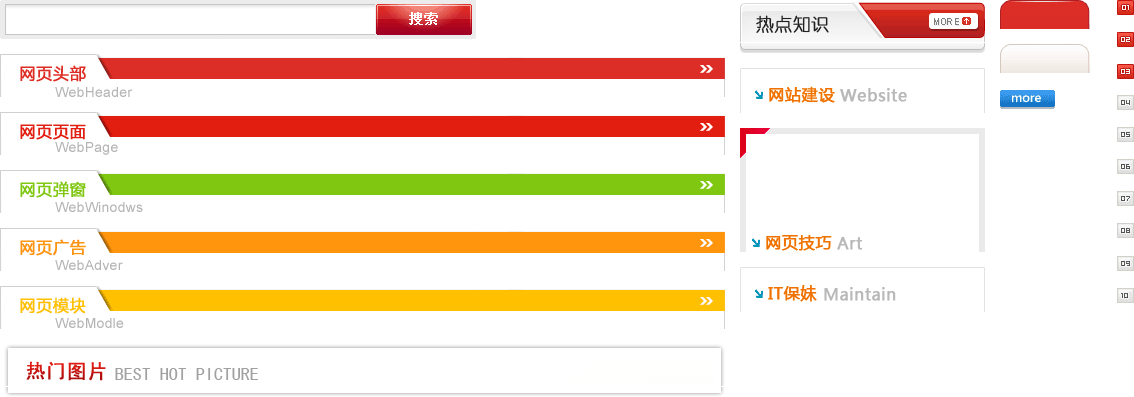 搜索
网页头部
WebHeader
网页页面
WebPage
网页弹窗
WebWinodws
网页广告
WebAdver
网页模块
WebModle
热门图片 BEST HOT PICTURE
热点知识 MORE
网站建设 Website
网页技巧 Art
IT保妹 Maintain
more
01
02
03
04
05
06
07
08
09
10